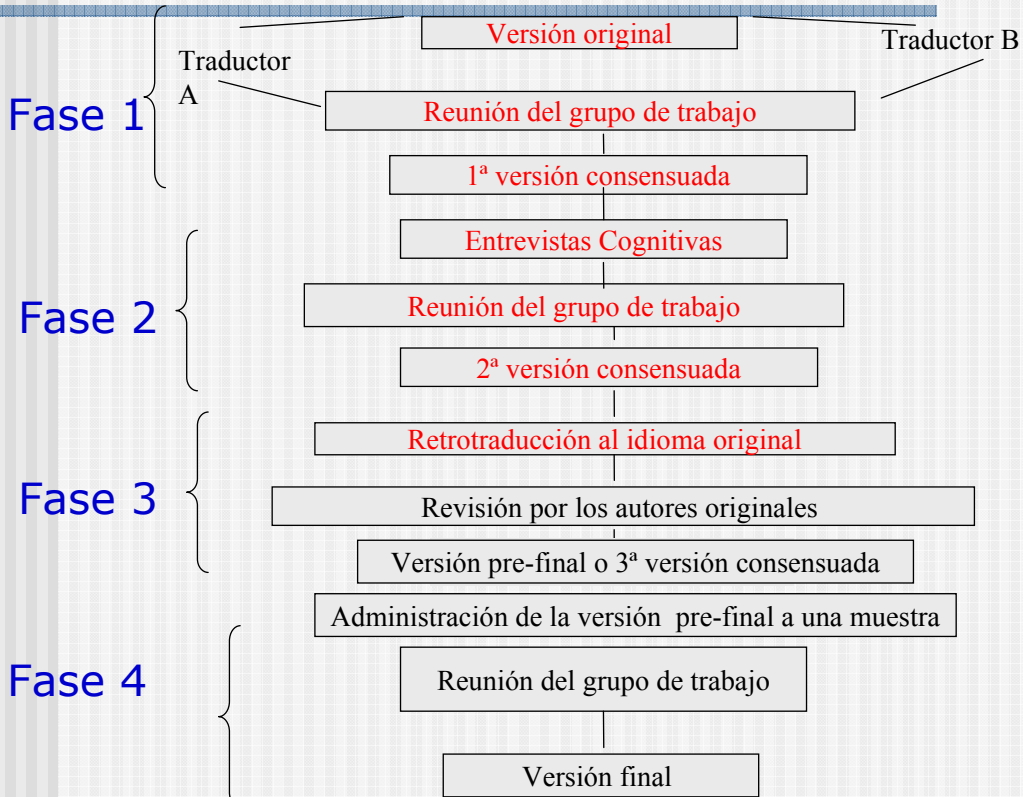 Versión original
Traductor B
Traductor
A
Fase 1
Reunión del grupo de trabajo
1ª versión consensuada
Entrevistas Cognitivas
Fase 2
Reunión del grupo de trabajo
2ª versión consensuada
Retrotraducción al idioma original
Fase 3
Revisión por los autores originales
Versión pre-final o 3ª versión consensuada
Administración de la versión pre-final a una muestra
Fase 4
Reunión del grupo de trabajo
Versión final